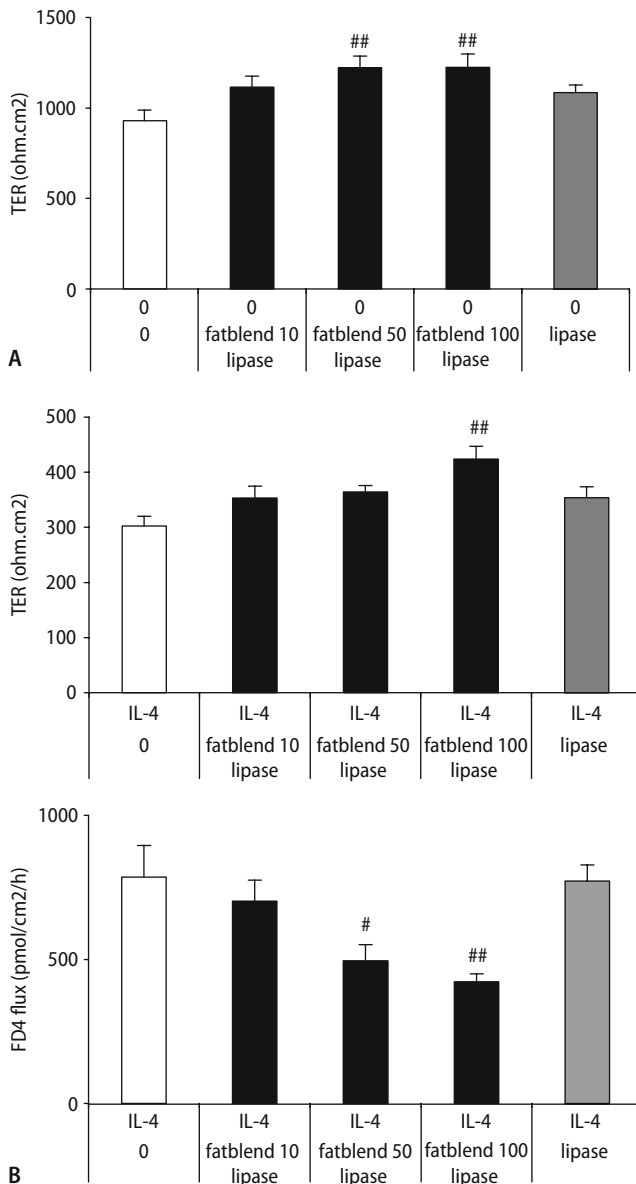 1500
1000
500
0
TER (ohm.cm2)
## ##
0 0 0 0 0
0 fatblend 10 fatblend 50 fatblend 100 lipase
lipase lipase lipase
A
500
400
300
200
100
0
TER (ohm.cm2)
##
IL-4 IL-4 IL-4 IL-4 IL-4
0 fatblend 10 fatblend 50 fatblend 100 lipase
lipase lipase lipase
1000
500
0
FD4 flux (pmol/cm2/h)
# ##
IL-4 IL-4 IL-4 IL-4 IL-4
0 fatblend 10 fatblend 50 fatblend 100 lipase
lipase lipase lipase
B